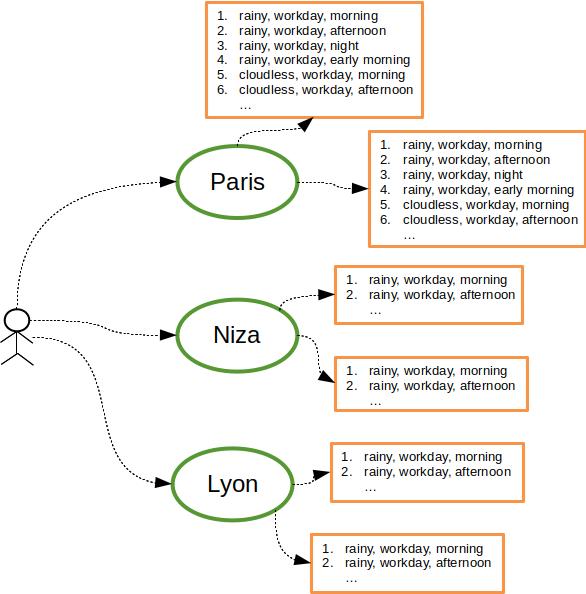 1. rainy, workday, morning
2. rainy, workday, afternoon
3. rainy, workday, night
4. rainy, workday, early morning
5. cloudless, workday, morning
6. cloudless, workday, afternoon
...
Paris
1. rainy, workday, morning
2. rainy, workday, afternoon
3. rainy, workday, night
4. rainy, workday, early morning
5. cloudless, workday, morning
6. cloudless, workday, afternoon
...
1. rainy, workday, morning
2. rainy, workday, afternoon
...
Niza
1. rainy, workday, morning
2. rainy, workday, afternoon
...
1. rainy, workday, morning
2. rainy, workday, afternoon
...
Lyon
1. rainy, workday, morning
2. rainy, workday, afternoon
...